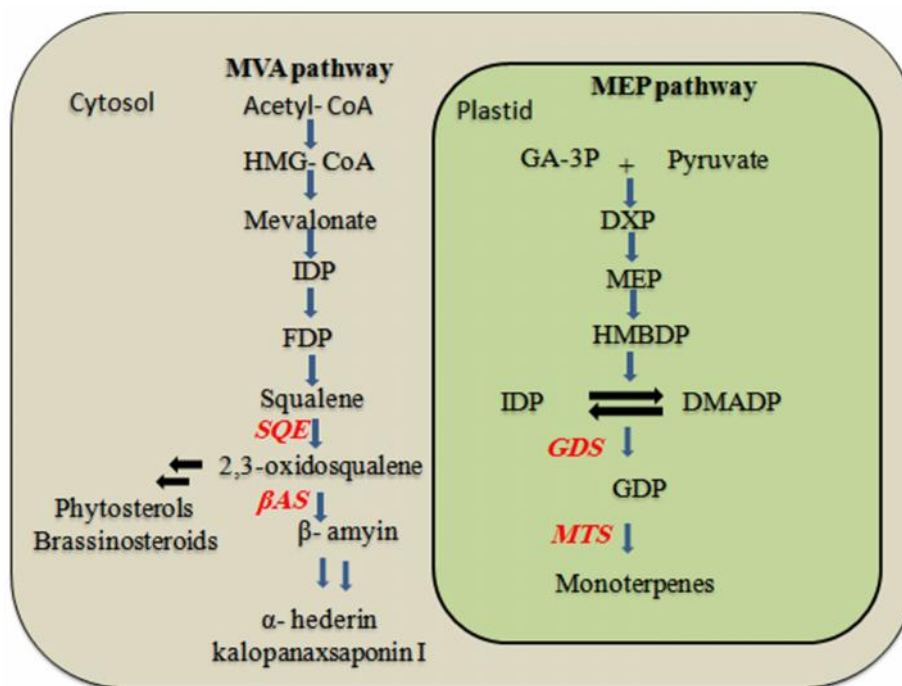 MVA pathway
Cytosol
Acetyl- CoA
HMG- CoA
Mevalonate
IDP
FDP
Squalene
SQE
2,3-oxidosqualene
Phytosterols
Brassinosteroids
βAS
β- amyin
α- hederin
kalopanaxsaponin I
MEP pathway
Plastid
GA-3P + Pyruvate
DXP
MEP
HMBDP
IDP DMADP
GDS
GDP
MTS
Monoterpenes